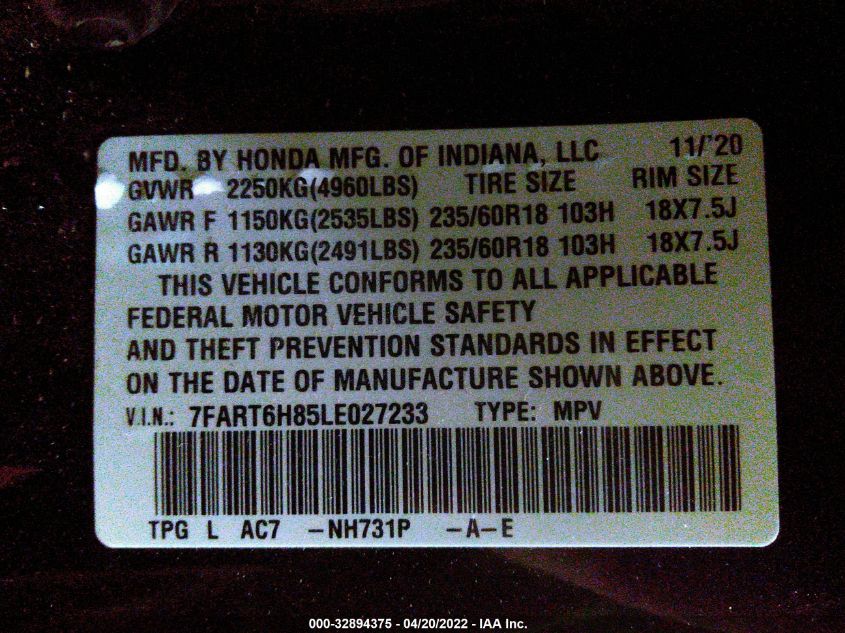 MFD. BY HONDA MFG. OF INDIANA, LLC 11/'20
GVWR 2250KG(4960LBS) TIRE SIZE RIM SIZE
GAWR F 1150KG(2535LBS) 235/60R18 103H 18X7.5J
GAWR R 1130KG(2491LBS) 235/60R18 103H 18X7.5J
THIS VEHICLE CONFORMS TO ALL APPLICABLE
FEDERAL MOTOR VEHICLE SAFETY
AND THEFT PREVENTION STANDARDS IN EFFECT
ON THE DATE OF MANUFACTURE SHOWN ABOVE.
V.I.N.: 7FART6H85LE027233 TYPE: MPV
TPG L AC7 -NH731P -A-E
000-32894375 - 04/20/2022 - IAA Inc.